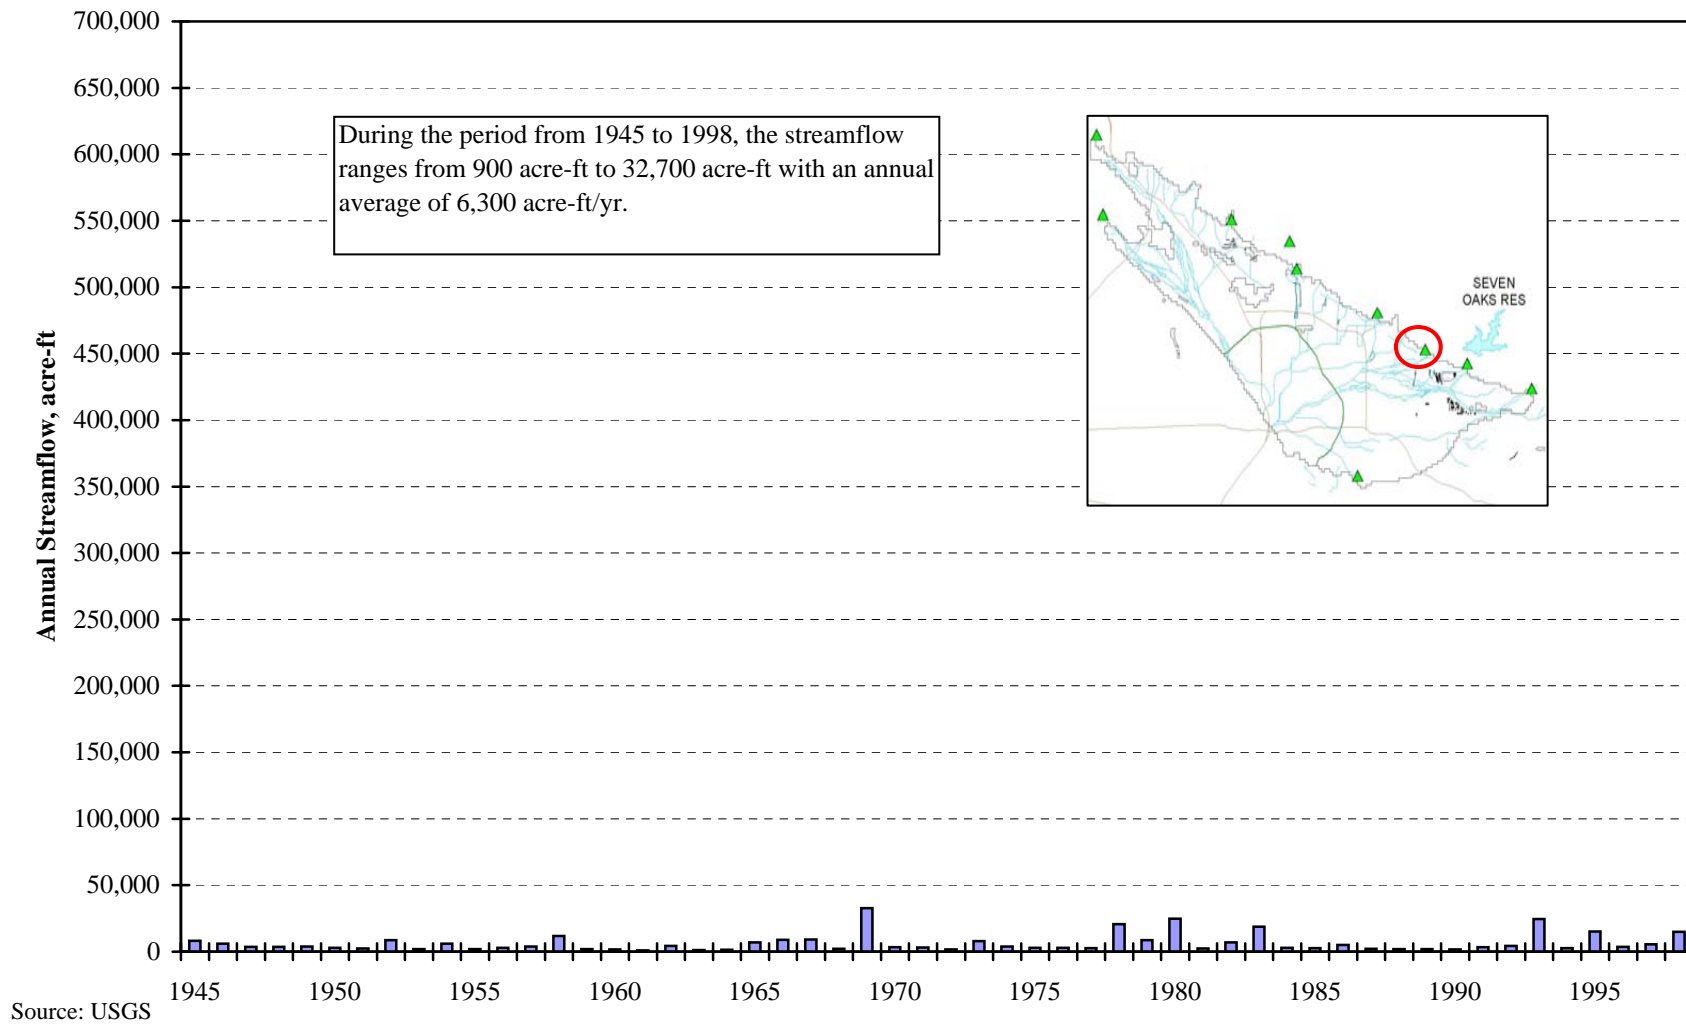 700,000
650,000
600,000
550,000
500,000
450,000
400,000
350,000
300,000
250,000
200,000
150,000
100,000
50,000
0
Annual Streamflow, acre-ft
During the period from 1945 to 1998, the streamflow
ranges from 900 acre-ft to 32,700 acre-ft with an annual
average of 6,300 acre-ft/yr.
SEVEN
OAKS RES
1945 1950 1955 1960 1965 1970 1975 1980 1985 1990 1995
Source: USGS